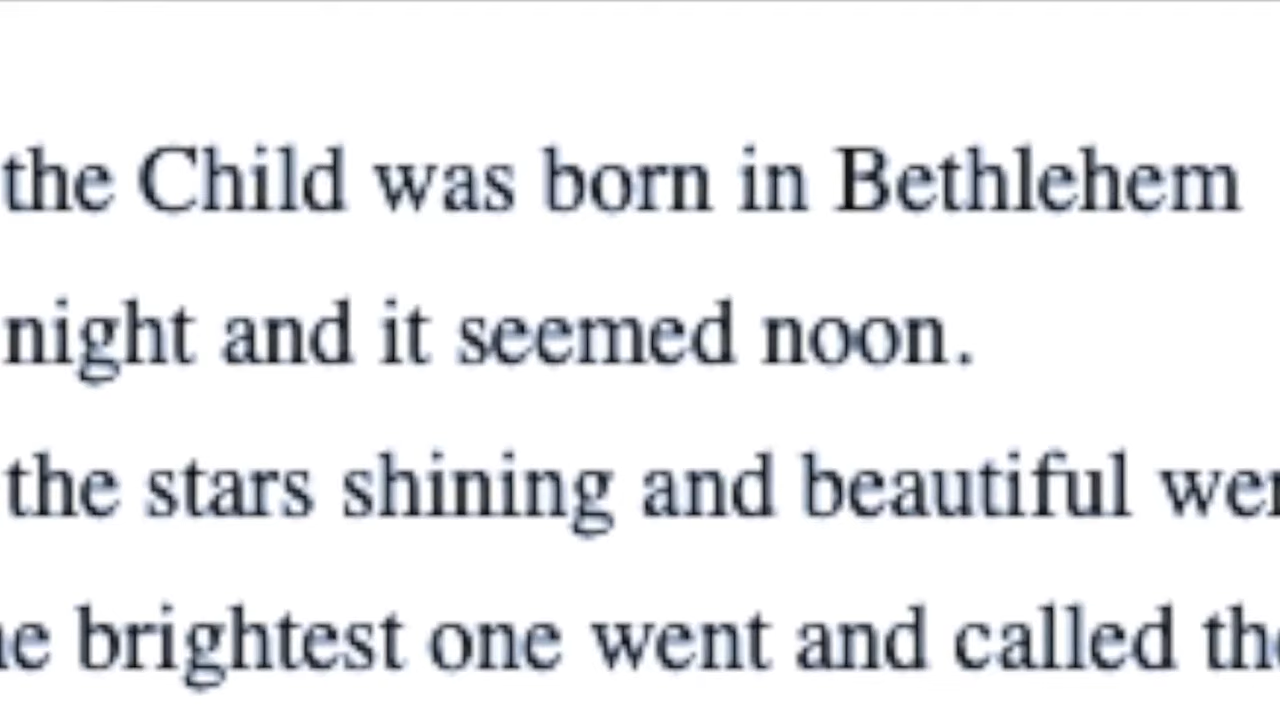 the Child was born in Bethlehem
night and it seemed noon.
the stars shining and beautiful
brightest one went and called